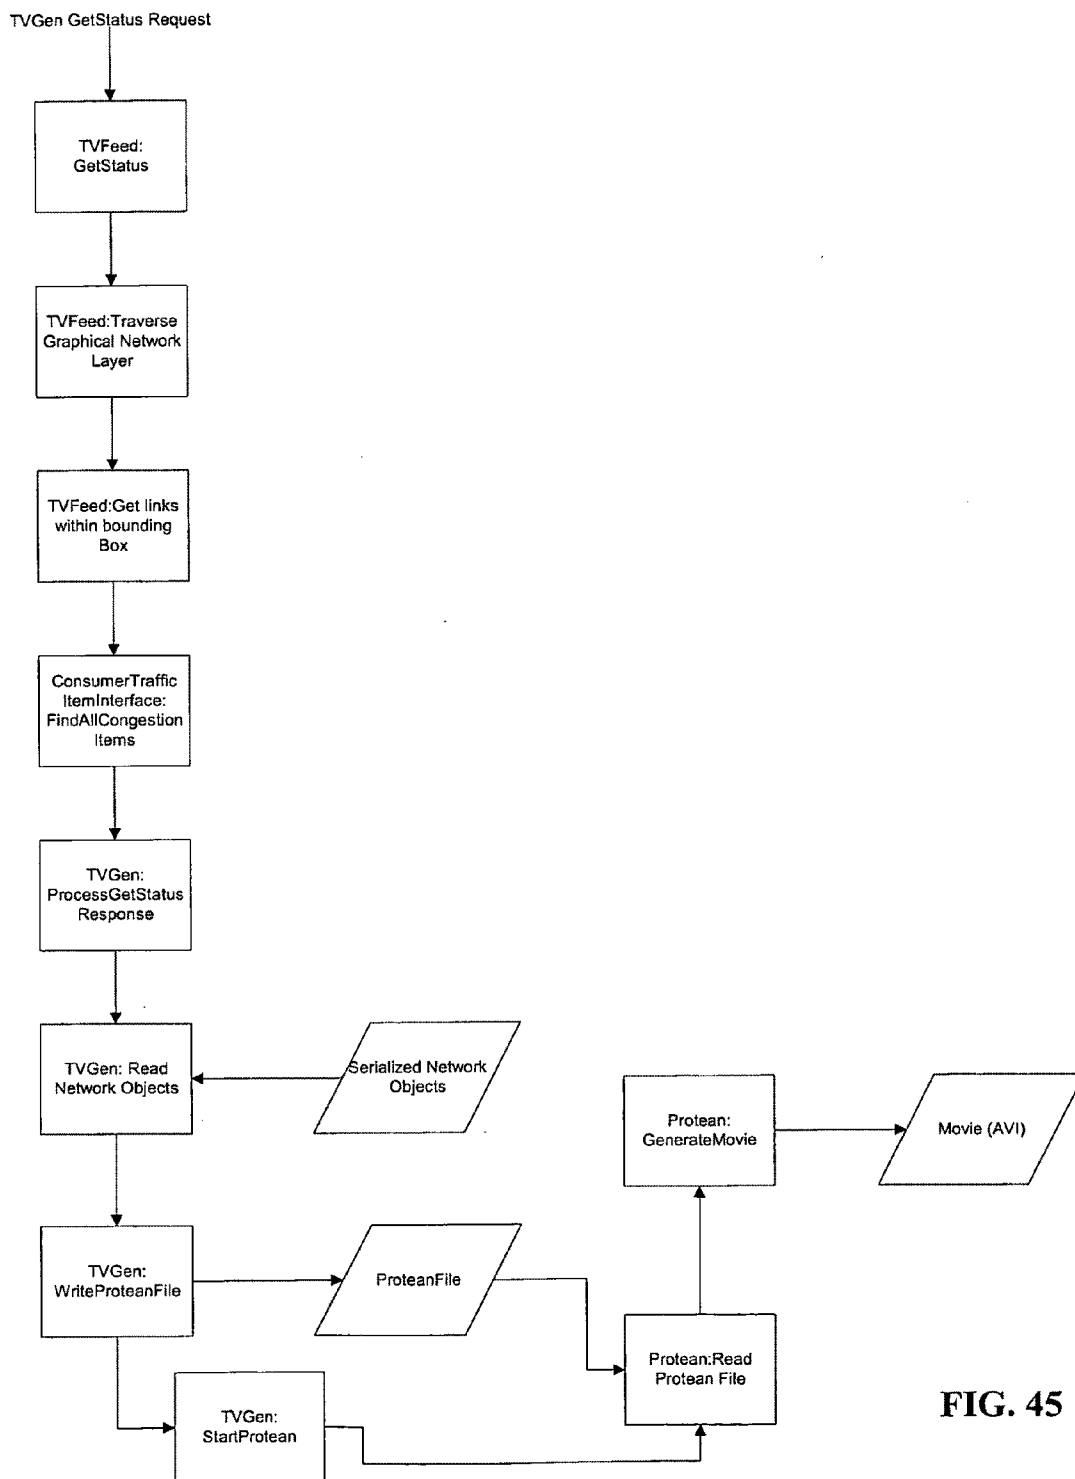 TVGen GetStatus Request
TVFeed:
GetStatus
TVFeed:Traverse
Graphical Network
Layer
TVFeed:Get links
within bounding
Box
ConsumerTraffic
ItemInterface:
FindAllCongestion
Items
TVGen:
ProcessGetStatus
Response
TVGen: Read
Network Objects
Serialized Network
Objects
Protean:
GenerateMovie
Movie (AVI)
TVGen:
WriteProteanFile
ProteanFile
Protean:Read
Protean File
TVGen:
StartProtean
FIG. 45